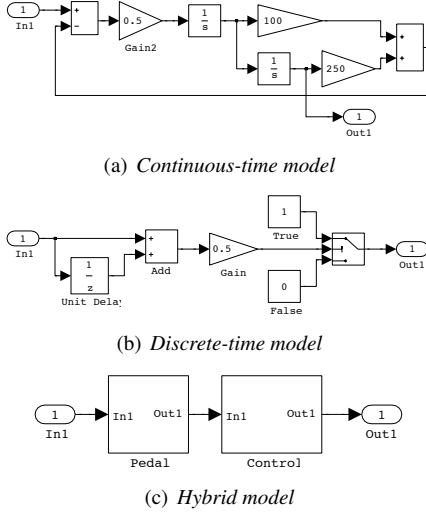 1
In1
+
−
0.5
Gain2
1
s
100
1
s
250
+
+
1
Out1
(a) Continuous-time model
1
In1
1
z
Unit Delay
+
+
Add
0.5
Gain
1
True
0
False
1
Out1
(b) Discrete-time model
1
In1
In1 Out1
Pedal
In1 Out1
Control
1
Out1
(c) Hybrid model